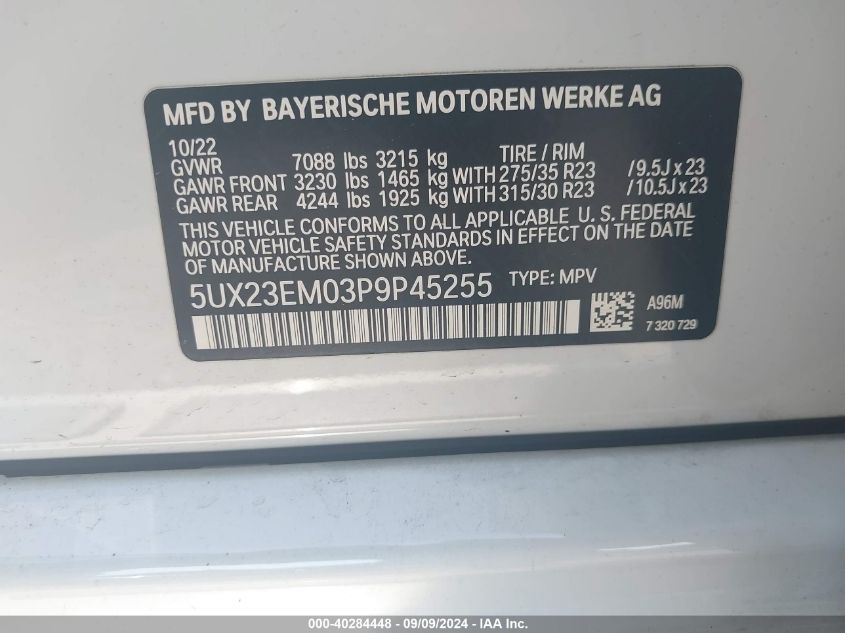 MFD BY BAYERISCHE MOTOREN WERKE AG
10/22
GVWR 7088 lbs 3215 kg TIRE / RIM
GAWR FRONT 3230 lbs 1465 kg WITH 275/35 R23 /9.5J x 23
GAWR REAR 4244 lbs 1925 kg WITH 315/30 R23 /10.5J x 23
THIS VEHICLE CONFORMS TO ALL APPLICABLE U. S. FEDERAL
MOTOR VEHICLE SAFETY STANDARDS IN EFFECT ON THE DATE
OF MANUFACTURE SHOWN ABOVE.
5UX23EM03P9P45255 TYPE: MPV
A96M
7 320 729
000-40284448 - 09/09/2024 - IAAI.com